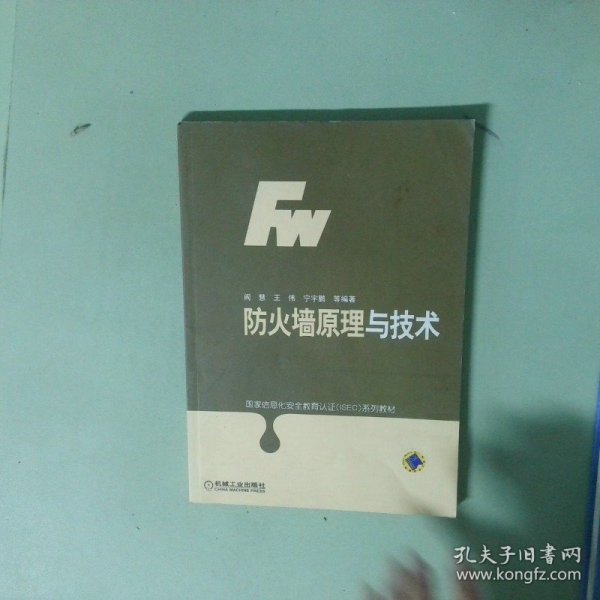 FW
阎 慧 王 伟 宁宇鹏 等编著
防火墙原理与技术
国家信息化安全教育认证(ISEC)系列教材
机械工业出版社
CHINA MACHINE PRESS
孔夫子旧书网
www.kongfz.com